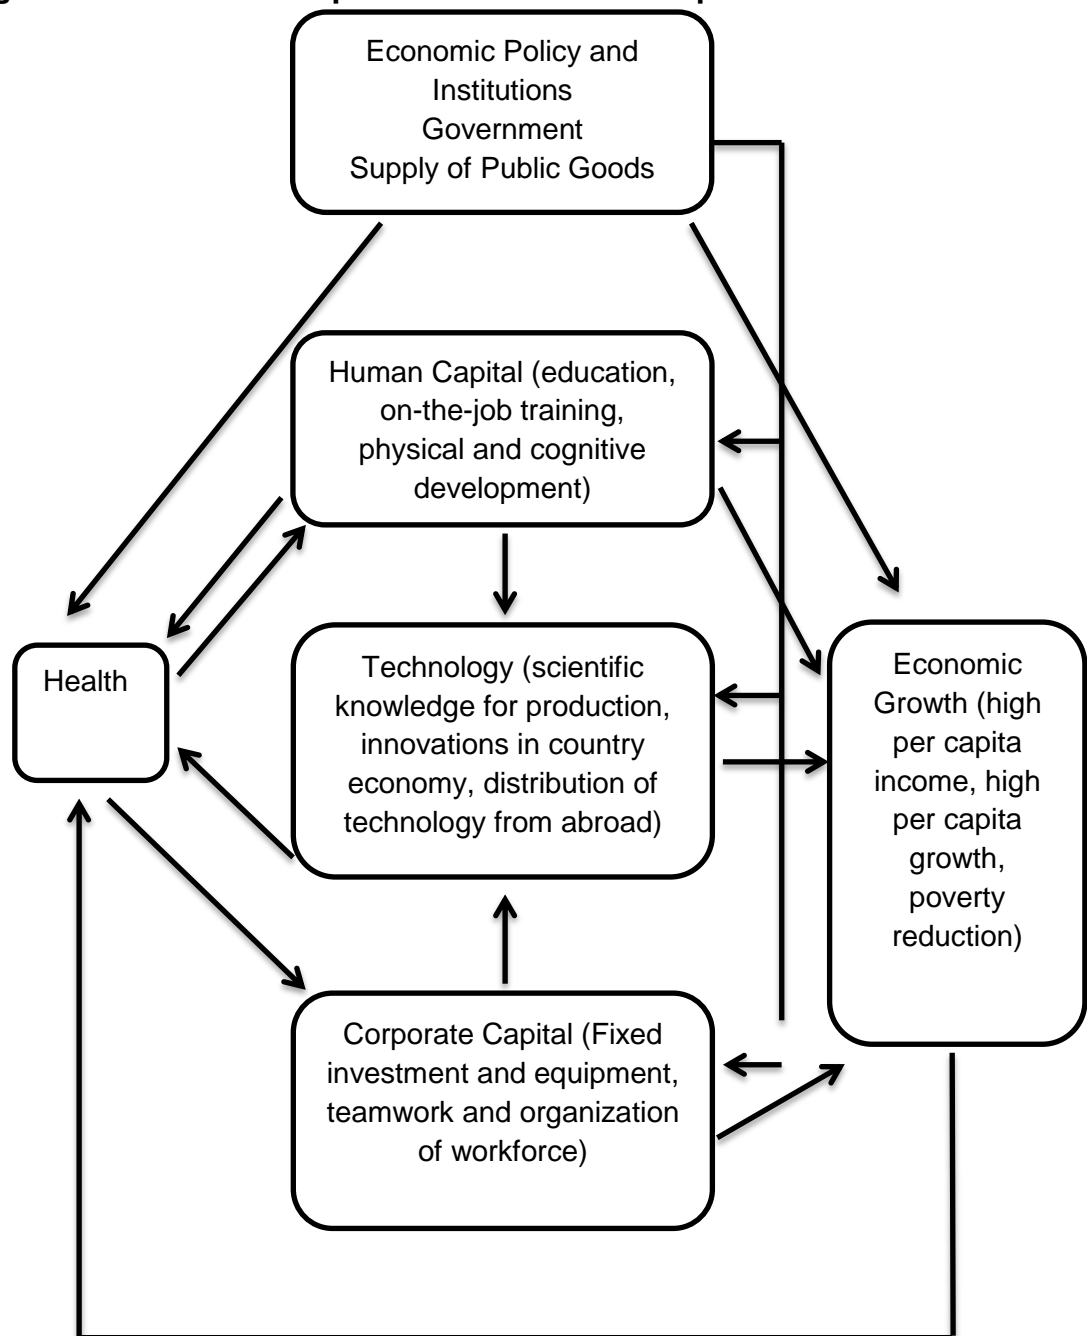 Economic Policy and
Institutions
Government
Supply of Public Goods
Human Capital (education,
on-the-job training,
physical and cognitive
development)
Health
Technology (scientific
knowledge for production,
innovations in country
economy, distribution of
technology from abroad)
Economic
Growth (high
per capita
income, high
per capita
growth,
poverty
reduction)
Corporate Capital (Fixed
investment and equipment,
teamwork and organization
of workforce)